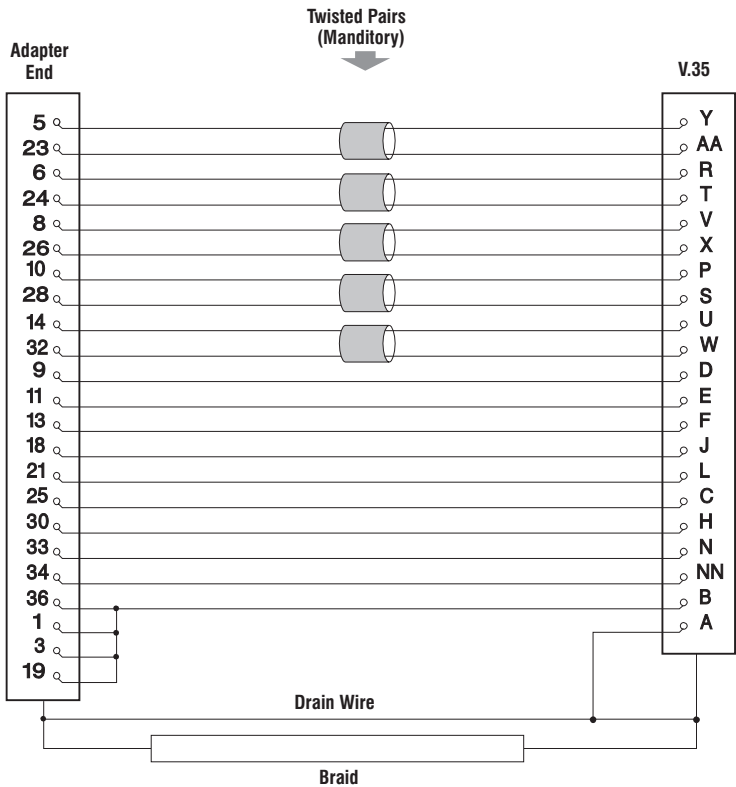 Twisted Pairs
(Manditory)
Adapter
End
V.35
5 Y
23 AA
6 R
24 T
8 V
26 X
10 P
28 S
14 U
32 W
9 D
11 E
13 F
18 J
21 L
25 C
30 H
33 N
34 NN
36 B
1 A
3
19
Drain Wire
Braid